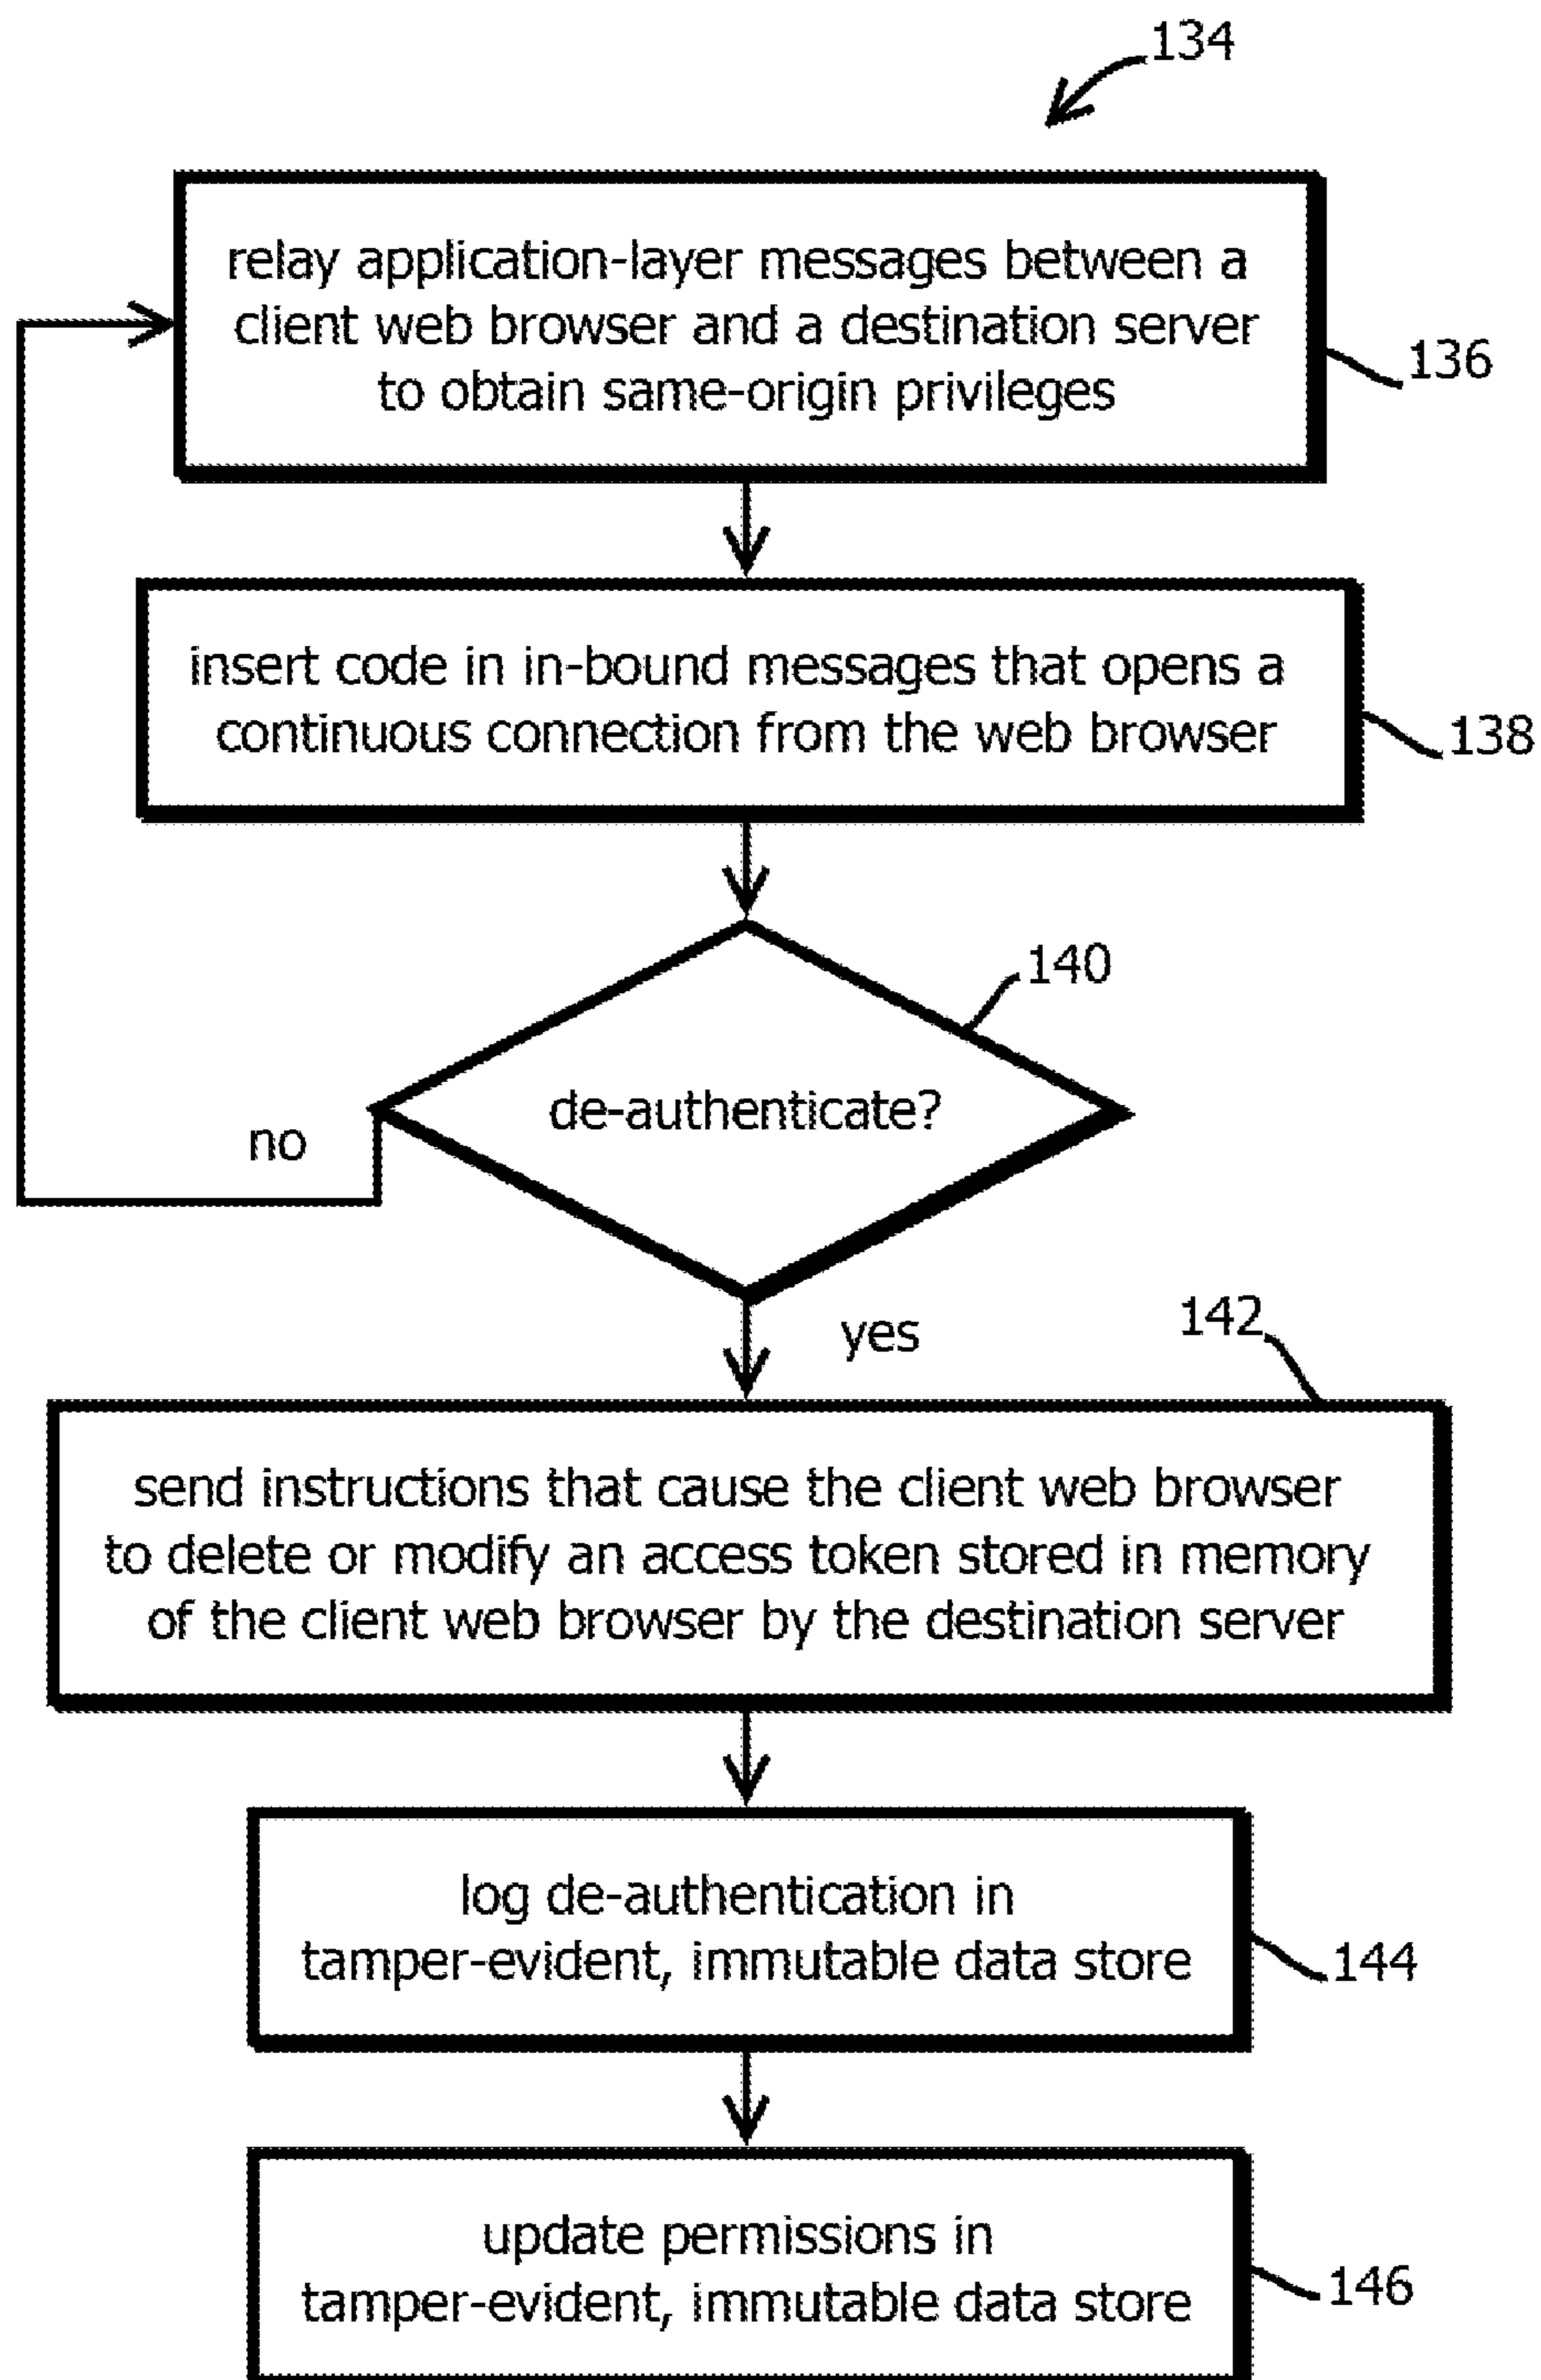 134
relay application-layer messages between a
client web browser and a destination server
to obtain same-origin privileges
136
insert code in in-bound messages that opens a
continuous connection from the web browser
138
140
de-authenticate?
no
yes
142
send instructions that cause the client web browser
to delete or modify an access token stored in memory
of the client web browser by the destination server
log de-authentication in
tamper-evident, immutable data store
144
update permissions in
tamper-evident, immutable data store
146